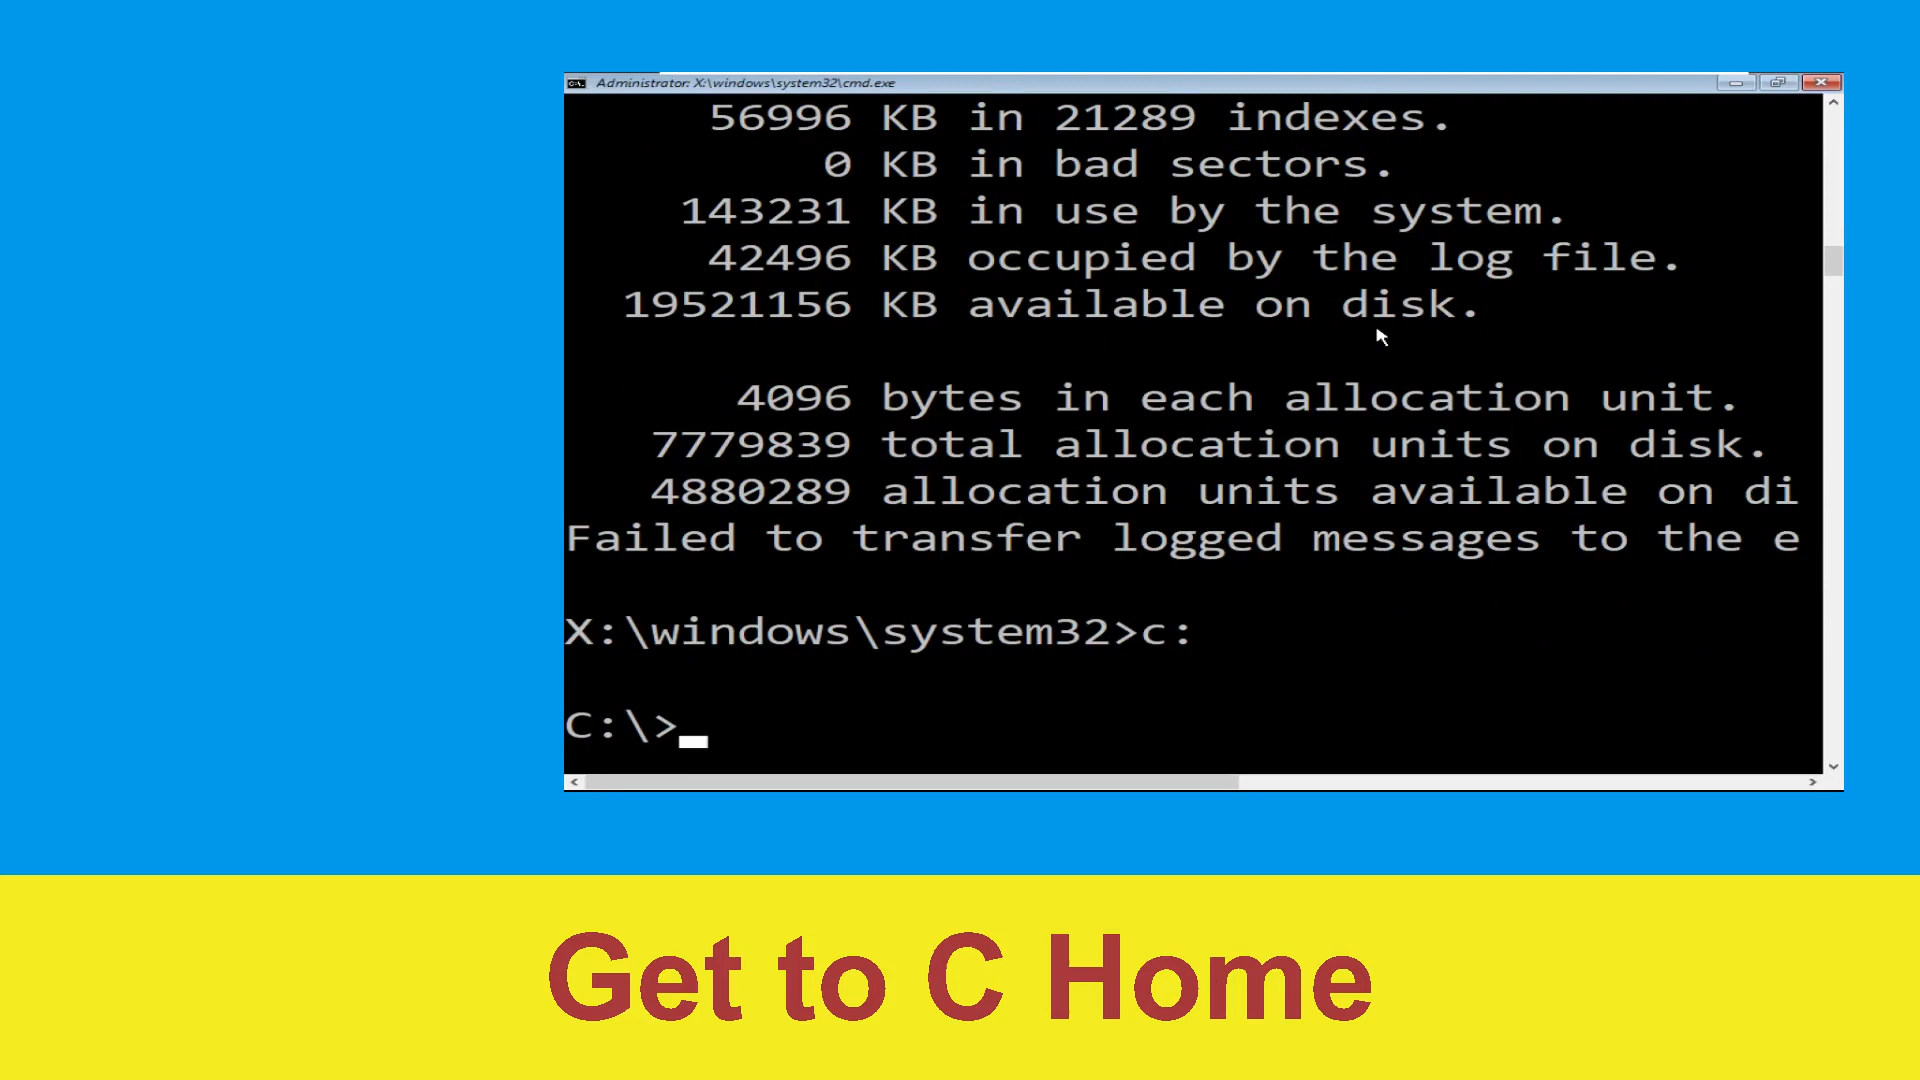 Administrator: X:\windows\system32\cmd.exe
56996 KB in 21289 indexes.
0 KB in bad sectors.
143231 KB in use by the system.
42496 KB occupied by the log file.
19521156 KB available on disk.
4096 bytes in each allocation unit.
7779839 total allocation units on disk.
4880289 allocation units available on di
Failed to transfer logged messages to the e
X:\windows\system32>c:
C:\>
Get to C Home